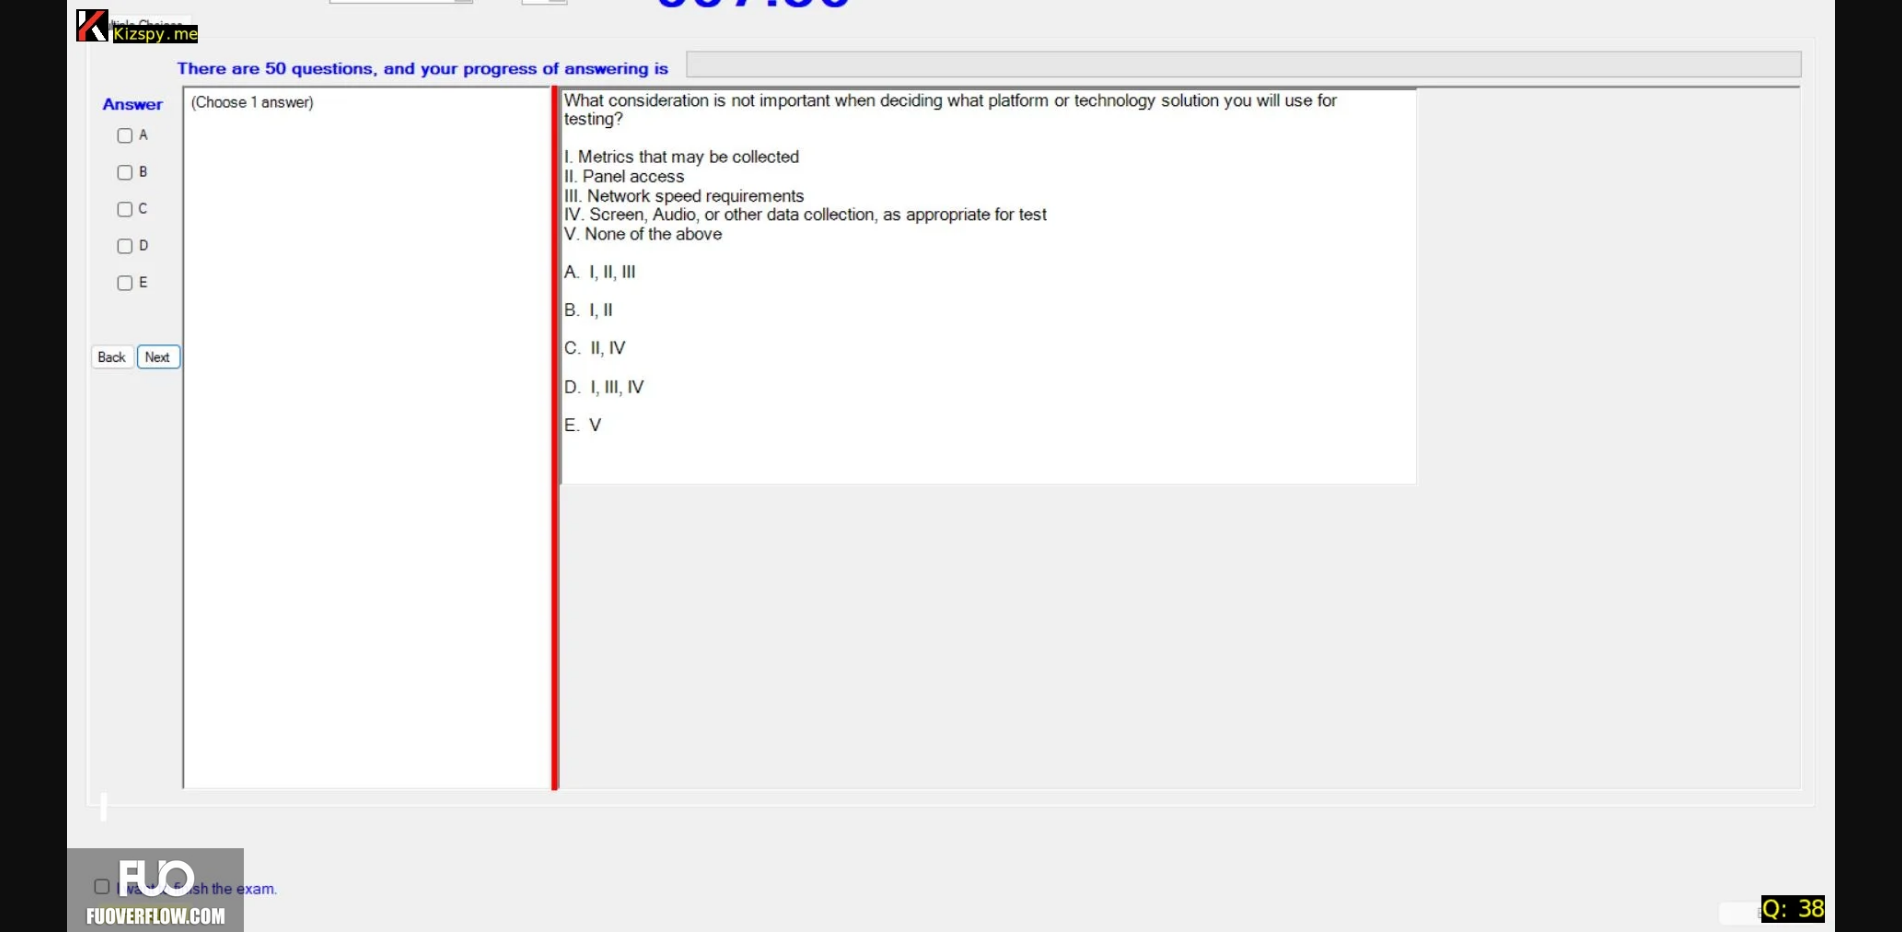 Kizspy.me
There are 50 questions, and your progress of answering is
Answer
(Choose 1 answer)
A
B
C
D
E
Back Next
What consideration is not important when deciding what platform or technology solution you will use for
testing?
I. Metrics that may be collected
II. Panel access
III. Network speed requirements
IV. Screen, Audio, or other data collection, as appropriate for test
V. None of the above
A. I, II, III
B. I, II
C. II, IV
D. I, III, IV
E. V
FUO
the exam.
FUOVERFLOW.COM
Q: 38